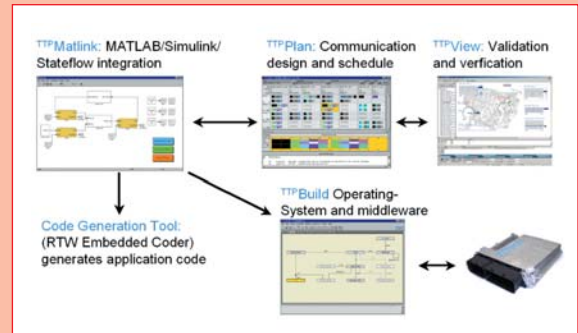 TTPMatlink: MATLAB/Simulink/
Stateflow integration
TTPPlan: Communication
design and schedule
TTPView: Validation
and verfication
Code Generation Tool:
(RTW Embedded Coder)
generates application code
TTPBuild Operating-
System and middleware